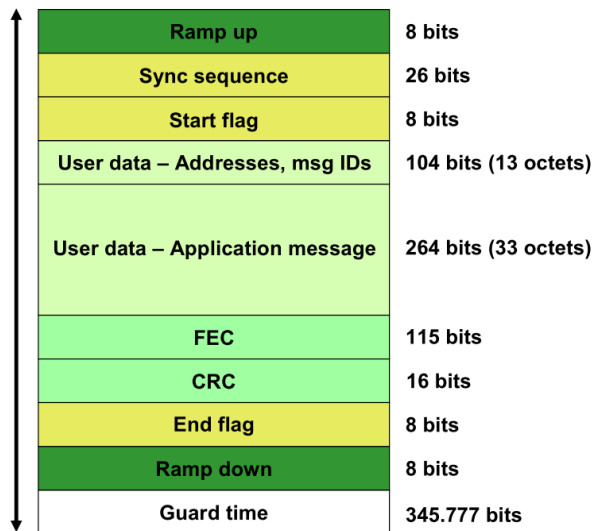 Ramp up 8 bits
Sync sequence 26 bits
Start flag 8 bits
User data – Addresses, msg IDs 104 bits (13 octets)
User data – Application message 264 bits (33 octets)
FEC 115 bits
CRC 16 bits
End flag 8 bits
Ramp down 8 bits
Guard time 345.777 bits